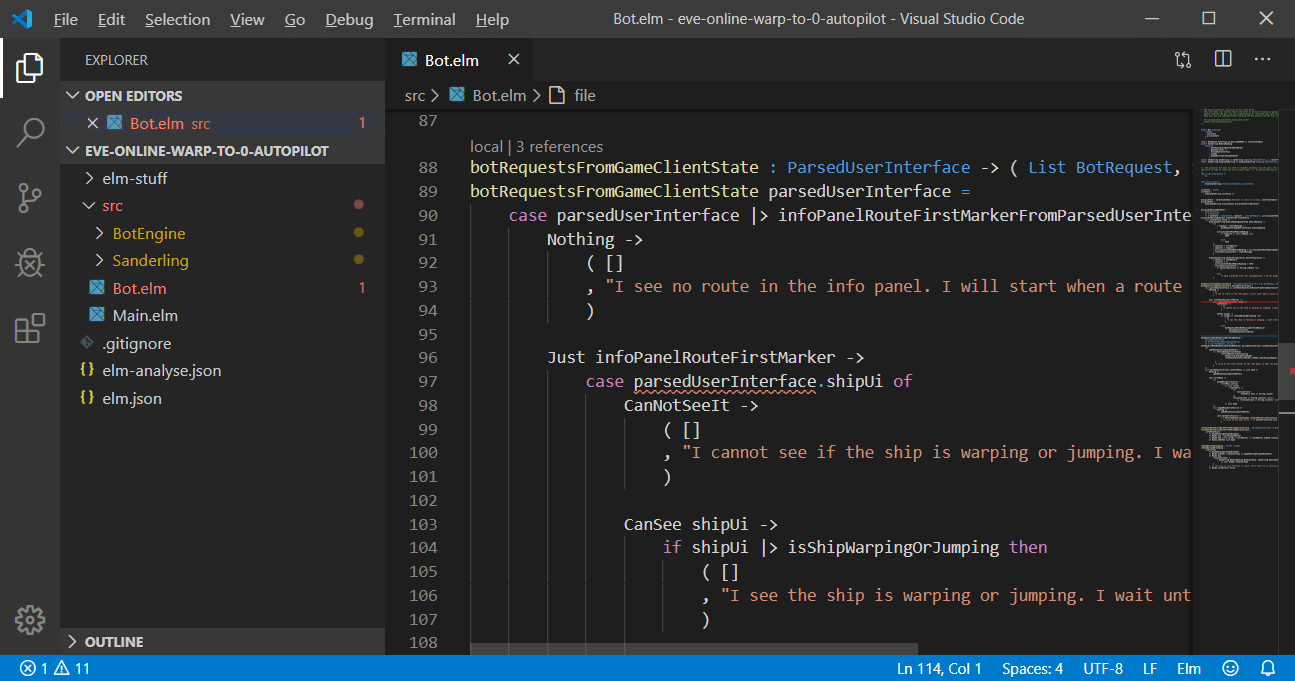 File Edit Selection View Go Debug Terminal Help Bot.elm - eve-online-warp-to-0-autopilot - Visual Studio Code
EXPLORER
OPEN EDITORS
Bot.elm src 1
EVE-ONLINE-WARP-TO-0-AUTOPILOT
elm-stuff
src
BotEngine
Sanderling
Bot.elm 1
Main.elm
.gitignore
{} elm-analyse.json
{} elm.json
OUTLINE
Bot.elm
src > Bot.elm > file
87
local | 3 references
88 botRequestsFromGameClientState : ParsedUserInterface -> ( List BotRequest,
89 botRequestsFromGameClientState parsedUserInterface =
90 case parsedUserInterface |> infoPanelRouteFirstMarkerFromParsedUserInte
91 Nothing ->
92 ( []
93 , "I see no route in the info panel. I will start when a route
94 )
95
96 Just infoPanelRouteFirstMarker ->
97 case parsedUserInterface.shipUi of
98 CanNotSeeIt ->
99 ( []
100 , "I cannot see if the ship is warping or jumping. I wa
101 )
102
103 CanSee shipUi ->
104 if shipUi |> isShipWarpingOrJumping then
105 ( []
106 , "I see the ship is warping or jumping. I wait unt
107 )
108
1 11 Ln 114, Col 1 Spaces: 4 UTF-8 LF Elm